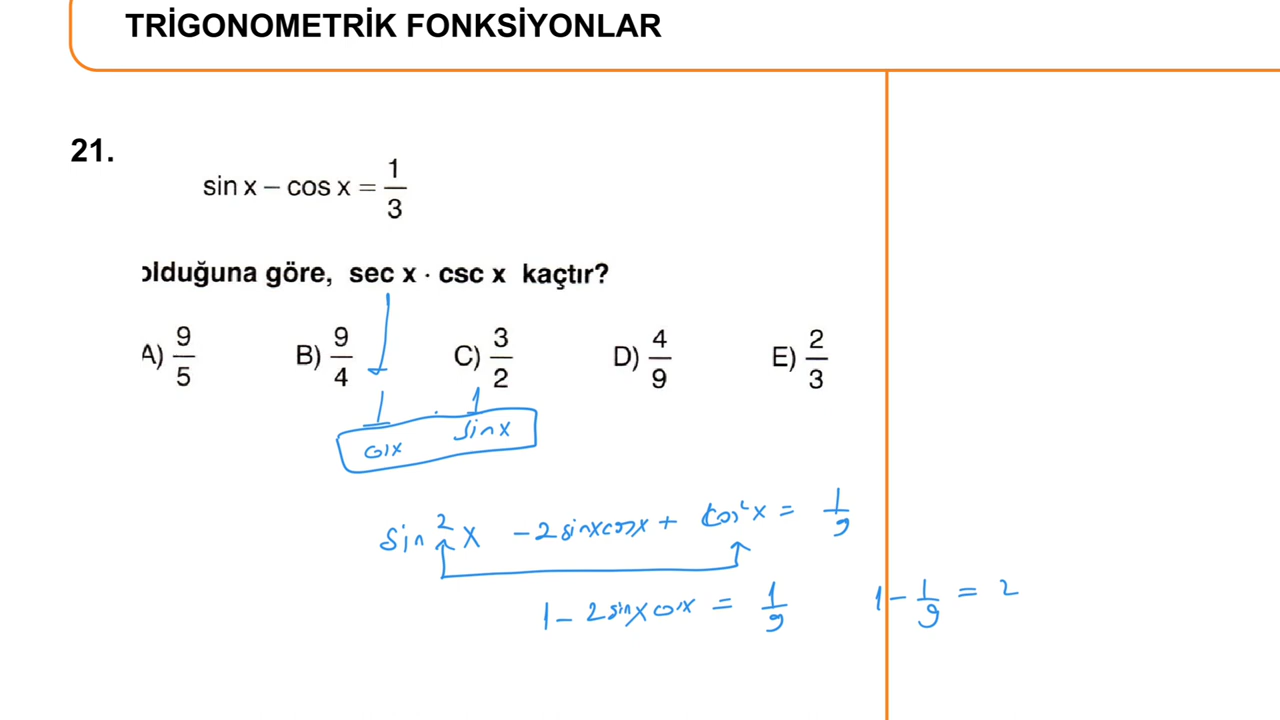 TRİGONOMETRİK FONKSİYONLAR
21.
sin x – cos x = 1/3
olduğuna göre, sec x · csc x kaçtır?
A) 9/5 B) 9/4 C) 3/2 D) 4/9 E) 2/3
1/cosx · 1/sinx
sin²x - 2sinxcosx + cos²x = 1/9
1 - 2sinxcosx = 1/9 1 - 1/9 = 2